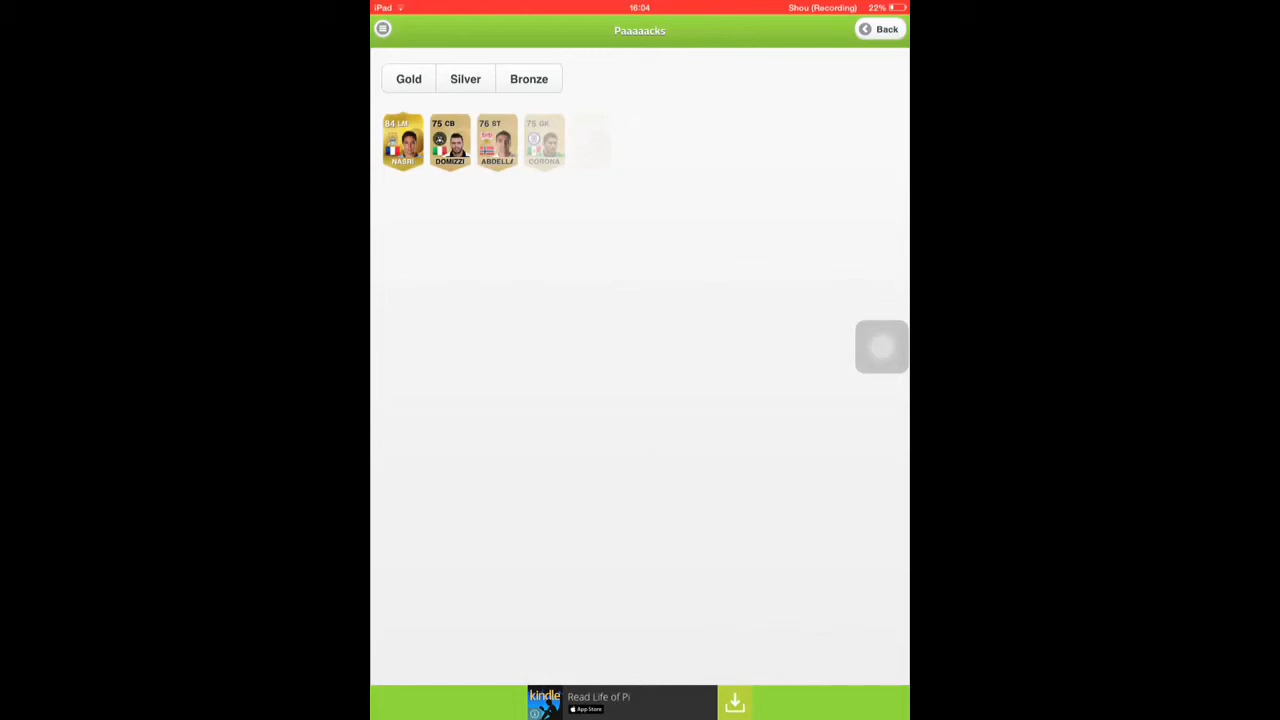 iPad 16:04 Shou (Recording) 22%
Paaaaacks
Back
Gold Silver Bronze
84 LM 75 CB 76 ST 75 GK
NASRI DOMIZZI ABDELLA CORONA
kindle Read Life of Pi
App Store